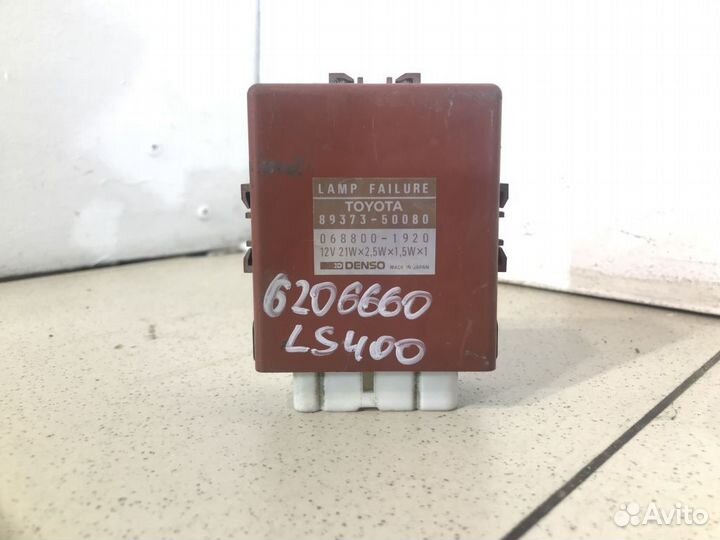 LAMP FAILURE
TOYOTA
89373-50080
068800-1920
12V 21W×2,5W×1,5W×1
DENSO MADE IN JAPAN
6206660
LS400
Avito